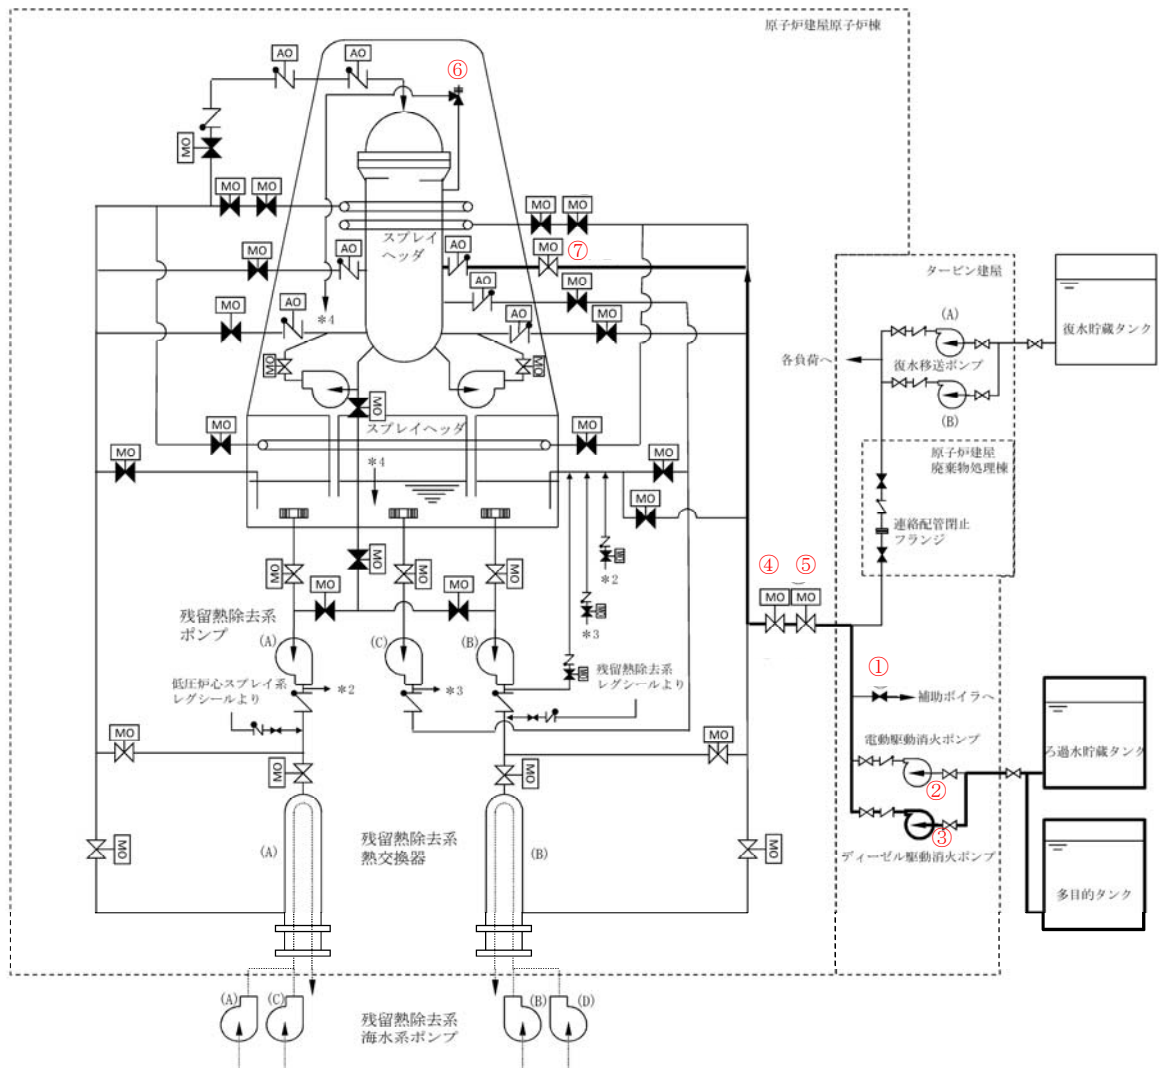 原子炉建屋原子炉棟
AO
AO
⑥
MO
MO
MO
MO
MO
スプレイ
ヘッダ
AO
MO
⑦
MO
AO
タービン建屋
AO
MO
MO
AO
AO
MO
(A)
復水貯蔵タンク
*4
各負荷へ
復水移送ポンプ
MO
MO
MO
(B)
スプレイヘッダ
MO
MO
原子炉建屋
廃棄物処理棟
MO
*4
MO
MO
連絡配管閉止
フランジ
MO
MO
MO
MO
*2
④
⑤
MO
MO
MO
MO
*3
残留熱除去系
ポンプ
(A)
(C)
(B)
①
低圧炉心スプレイ系
レグシールより
*2
*3
残留熱除去系
レグシールより
補助ボイラへ
MO
MO
電動駆動消火ポンプ
ろ過水貯蔵タンク
MO
MO
②
③
残留熱除去系
熱交換器
(A)
(B)
MO
MO
ディーゼル駆動消火ポンプ
多目的タンク
(A)
(C)
(B)
(D)
残留熱除去系
海水系ポンプ